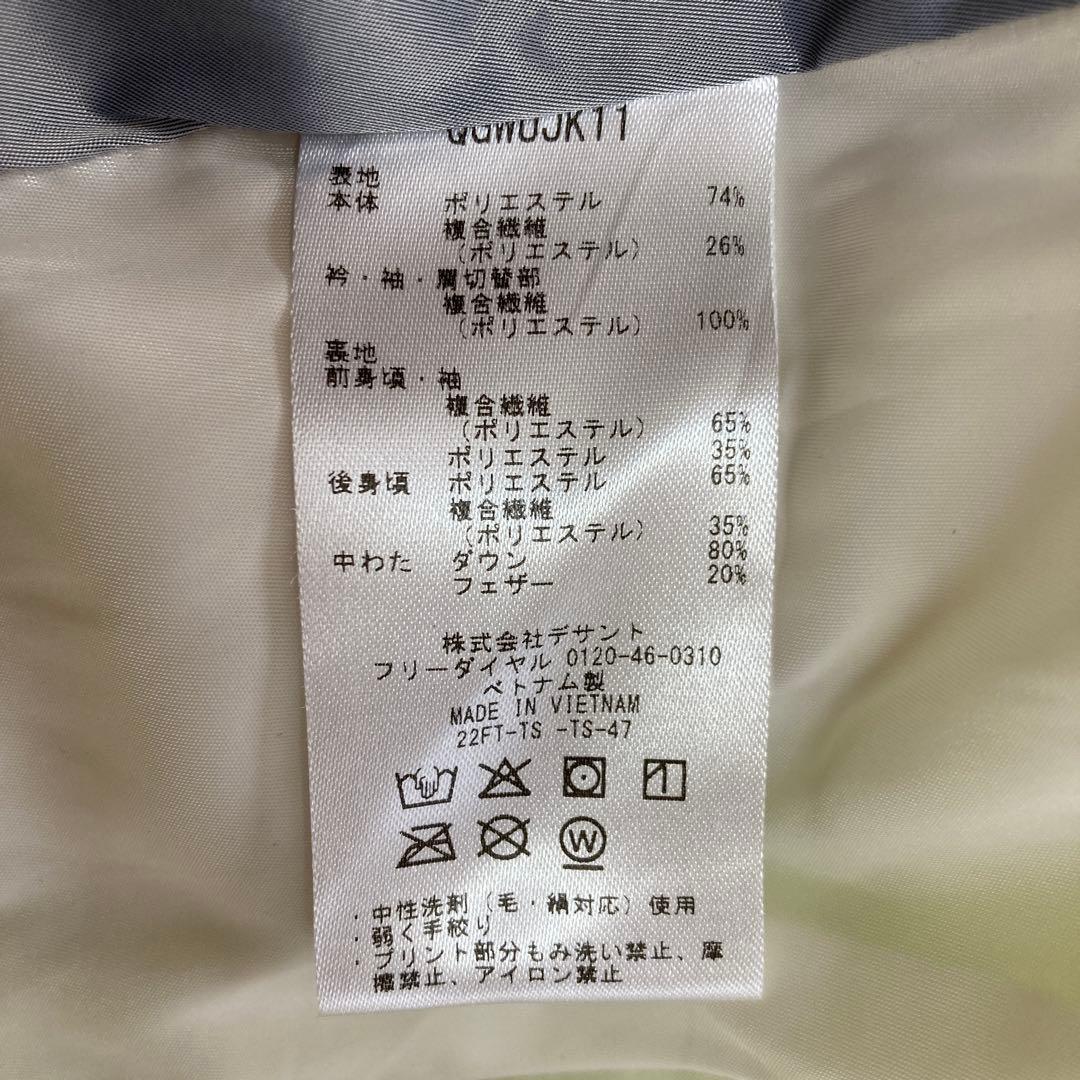 QGWUJK11
表地
本体 ポリエステル 74%
複合繊維
(ポリエステル) 26%
衿・袖・肩切替部
複合繊維
(ポリエステル) 100%
裏地
前身頃・袖
複合繊維
(ポリエステル) 65%
ポリエステル 35%
後身頃 ポリエステル 65%
複合繊維
(ポリエステル) 35%
中わた ダウン 80%
フェザー 20%
株式会社デサント
フリーダイヤル 0120-46-0310
ベトナム製
MADE IN VIETNAM
22FT-TS -TS-47
W
・中性洗剤(毛・絹対応)使用
・弱く手絞り
・プリント部分もみ洗い禁止、摩
擦禁止、アイロン禁止